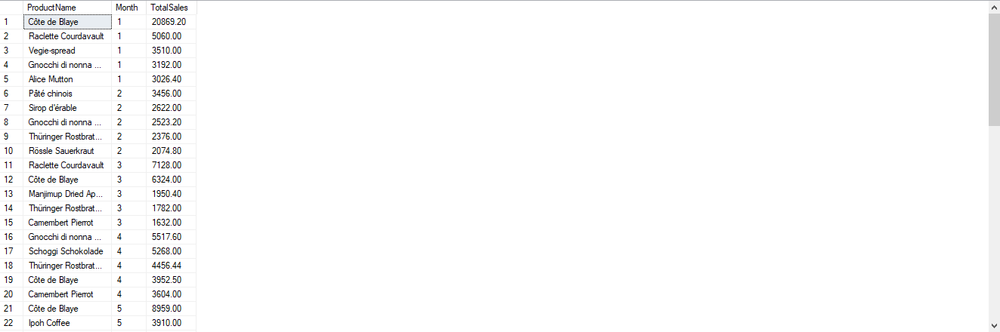 ProductName Month TotalSales
1 Côte de Blaye 1 20869.20
2 Raclette Courdavault 1 5060.00
3 Vegie-spread 1 3510.00
4 Gnocchi di nonna ... 1 3192.00
5 Alice Mutton 1 3026.40
6 Pâté chinois 2 3456.00
7 Sirop d'érable 2 2622.00
8 Gnocchi di nonna ... 2 2523.20
9 Thüringer Rostbrat... 2 2376.00
10 Rössle Sauerkraut 2 2074.80
11 Raclette Courdavault 3 7128.00
12 Côte de Blaye 3 6324.00
13 Manjimup Dried Ap... 3 1950.40
14 Thüringer Rostbrat... 3 1782.00
15 Camembert Pierrot 3 1632.00
16 Gnocchi di nonna ... 4 5517.60
17 Schoggi Schokolade 4 5268.00
18 Thüringer Rostbrat... 4 4456.44
19 Côte de Blaye 4 3952.50
20 Camembert Pierrot 4 3604.00
21 Côte de Blaye 5 8959.00
22 Ipoh Coffee 5 3910.00